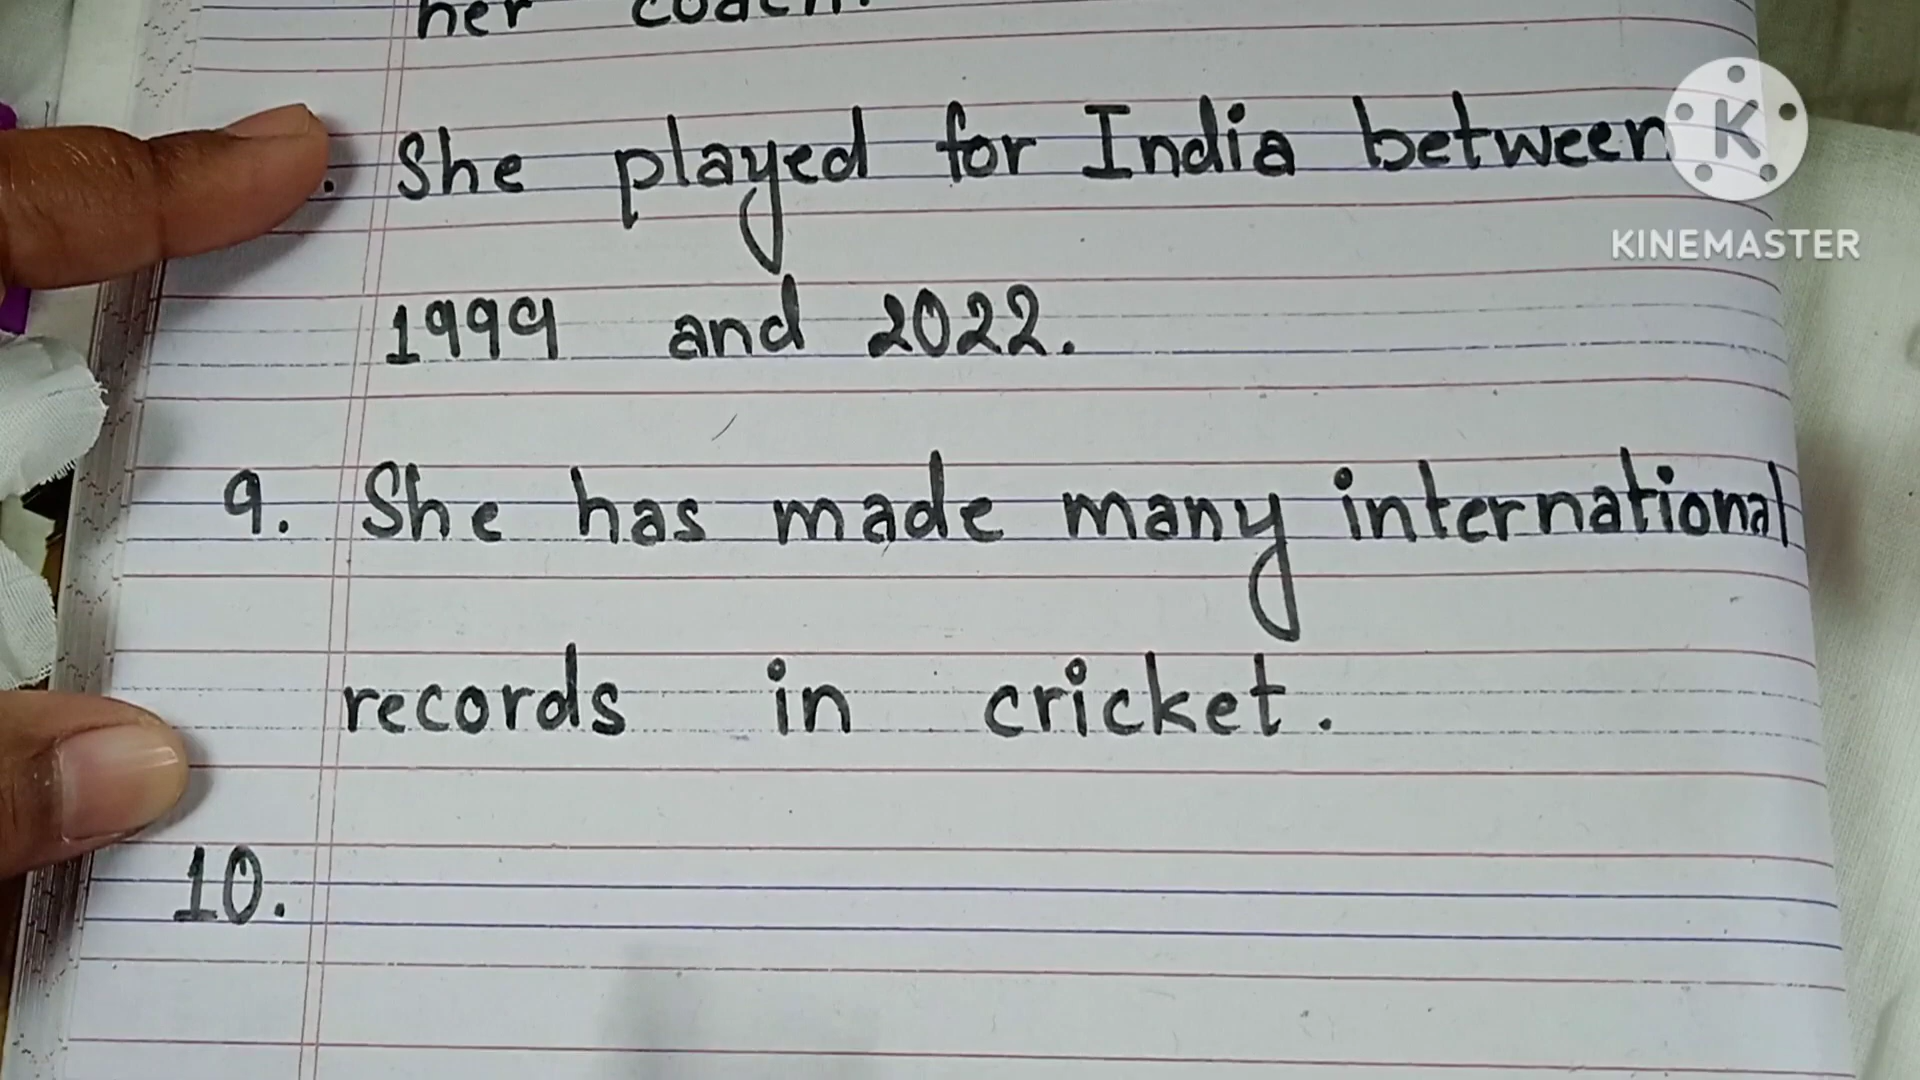 her coach.
. She played for India between
1999 and 2022.
9. She has made many international
records in cricket.
10.
K
KINEMASTER